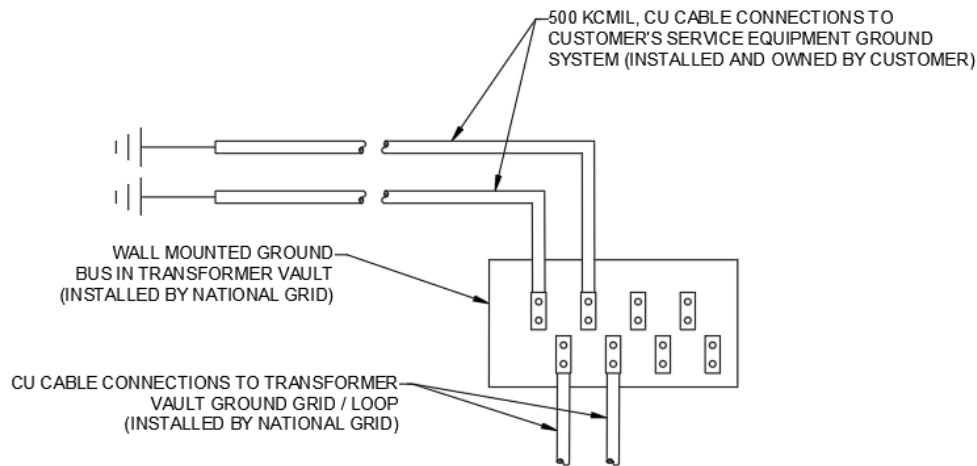 500 KCMIL, CU CABLE CONNECTIONS TO
CUSTOMER'S SERVICE EQUIPMENT GROUND
SYSTEM (INSTALLED AND OWNED BY CUSTOMER)
WALL MOUNTED GROUND
BUS IN TRANSFORMER VAULT
(INSTALLED BY NATIONAL GRID)
CU CABLE CONNECTIONS TO TRANSFORMER
VAULT GROUND GRID / LOOP
(INSTALLED BY NATIONAL GRID)